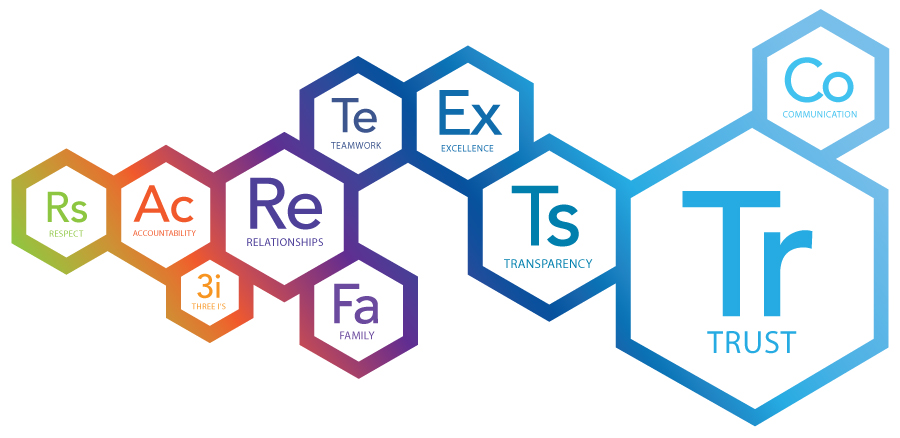 Rs
RESPECT
Ac
ACCOUNTABILITY
3i
THREE I'S
Re
RELATIONSHIPS
Te
TEAMWORK
Fa
FAMILY
Ex
EXCELLENCE
Ts
TRANSPARENCY
Tr
TRUST
Co
COMMUNICATION